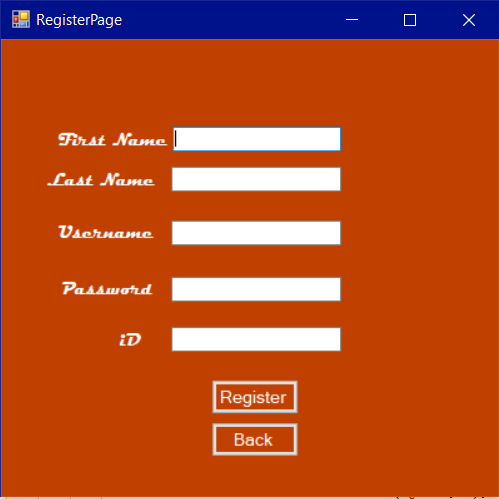 RegisterPage
First Name
Last Name
Username
Password
iD
Register
Back